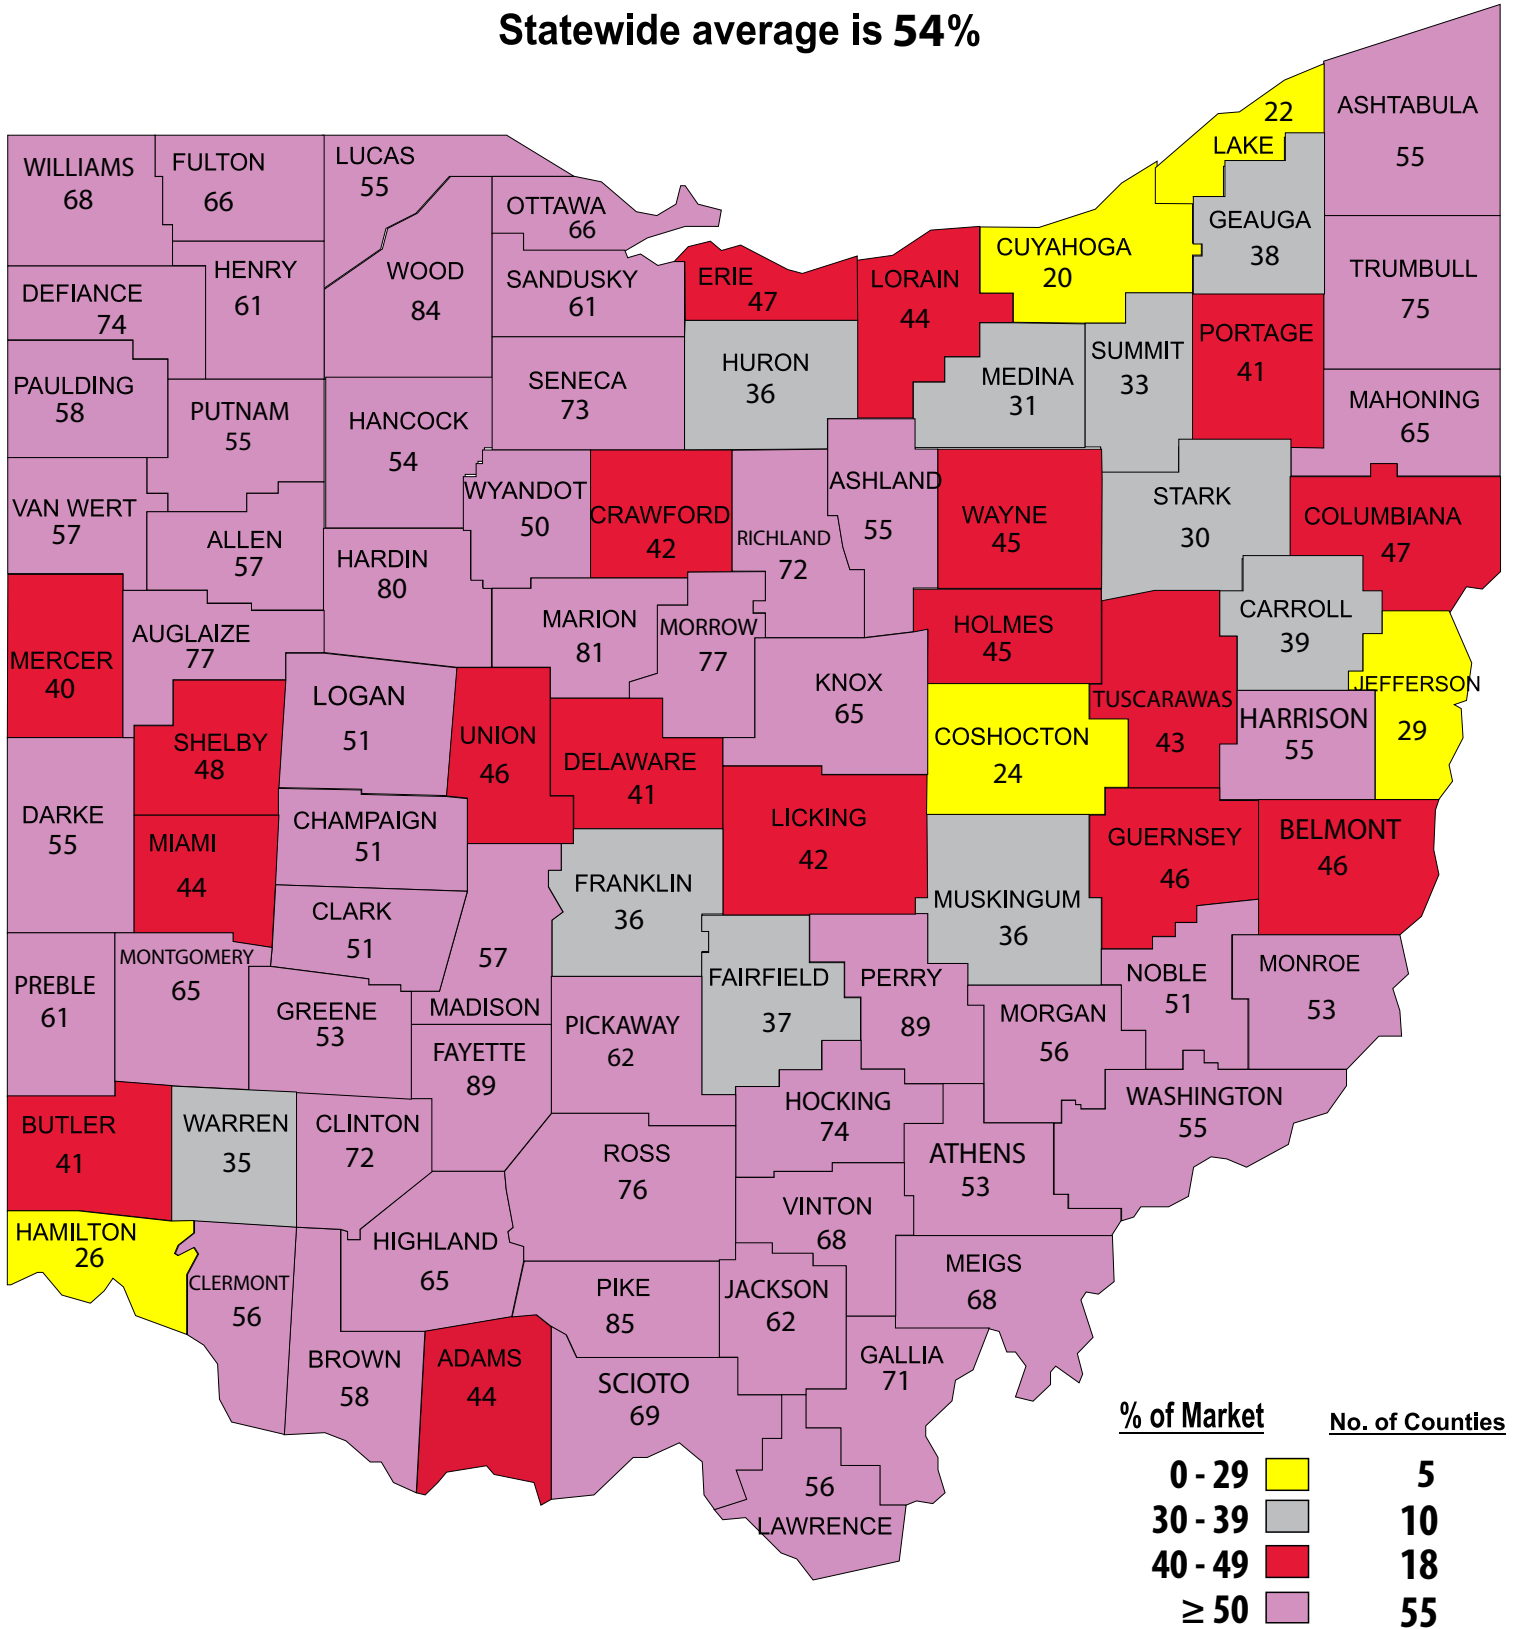 Statewide average is 54%
22
LAKE
ASHTABULA
55
WILLIAMS
68
FULTON
66
LUCAS
55
OTTAWA
66
GEAUGA
38
CUYAHOGA
20
HENRY
61
WOOD
84
SANDUSKY
61
ERIE
47
LORAIN
44
TRUMBULL
75
DEFIANCE
74
PORTAGE
41
SUMMIT
33
HURON
36
MEDINA
31
SENECA
73
PAULDING
58
PUTNAM
55
HANCOCK
54
MAHONING
65
VAN WERT
57
ALLEN
57
WYANDOT
50
CRAWFORD
42
RICHLAND
72
ASHLAND
55
WAYNE
45
STARK
30
COLUMBIANA
47
HARDIN
80
MERCER
40
AUGLAIZE
77
MARION
81
MORROW
77
HOLMES
45
CARROLL
39
KNOX
65
TUSCARAWAS
43
JEFFERSON
29
LOGAN
51
HARRISON
55
SHELBY
48
UNION
46
DELAWARE
41
COSHOCTON
24
DARKE
55
MIAMI
44
CHAMPAIGN
51
LICKING
42
GUERNSEY
46
BELMONT
46
FRANKLIN
36
MUSKINGUM
36
CLARK
51
57
MADISON
PREBLE
61
MONTGOMERY
65
GREENE
53
FAIRFIELD
37
PERRY
89
NOBLE
51
MONROE
53
MORGAN
56
PICKAWAY
62
FAYETTE
89
HOCKING
74
WASHINGTON
55
BUTLER
41
WARREN
35
CLINTON
72
ROSS
76
ATHENS
53
VINTON
68
HAMILTON
26
HIGHLAND
65
CLERMONT
56
PIKE
85
JACKSON
62
MEIGS
68
BROWN
58
ADAMS
44
SCIOTO
69
GALLIA
71
56
LAWRENCE
% of Market No. of Counties
0 - 29 5
30 - 39 10
40 - 49 18
≥ 50 55